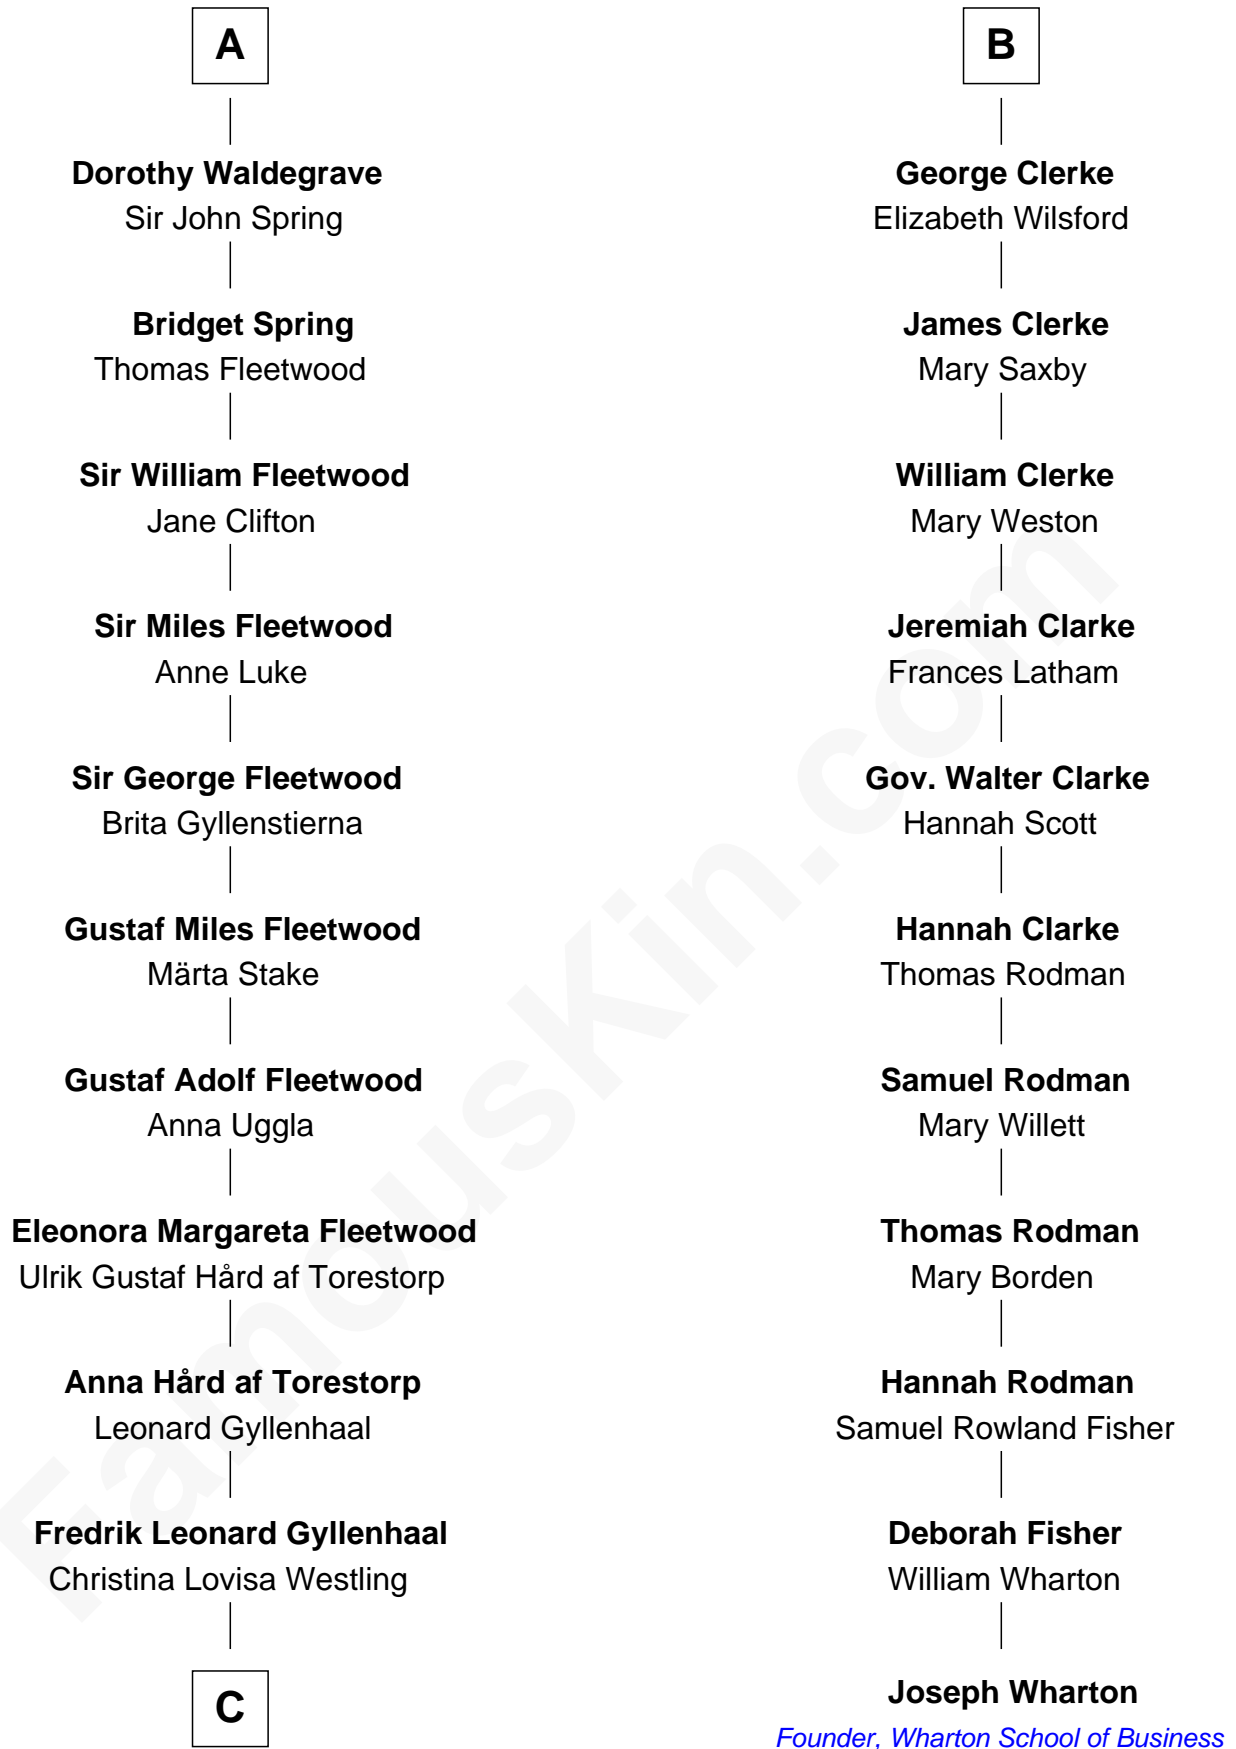 A
Dorothy Waldegrave
Sir John Spring
Bridget Spring
Thomas Fleetwood
Sir William Fleetwood
Jane Clifton
Sir Miles Fleetwood
Anne Luke
Sir George Fleetwood
Brita Gyllenstierna
Gustaf Miles Fleetwood
Märta Stake
Gustaf Adolf Fleetwood
Anna Uggla
Eleonora Margareta Fleetwood
Ulrik Gustaf Hård af Torestorp
Anna Hård af Torestorp
Leonard Gyllenhaal
Fredrik Leonard Gyllenhaal
Christina Lovisa Westling
C
B
George Clerke
Elizabeth Wilsford
James Clerke
Mary Saxby
William Clerke
Mary Weston
Jeremiah Clarke
Frances Latham
Gov. Walter Clarke
Hannah Scott
Hannah Clarke
Thomas Rodman
Samuel Rodman
Mary Willett
Thomas Rodman
Mary Borden
Hannah Rodman
Samuel Rowland Fisher
Deborah Fisher
William Wharton
Joseph Wharton
Founder, Wharton School of Business
FamousKin.com